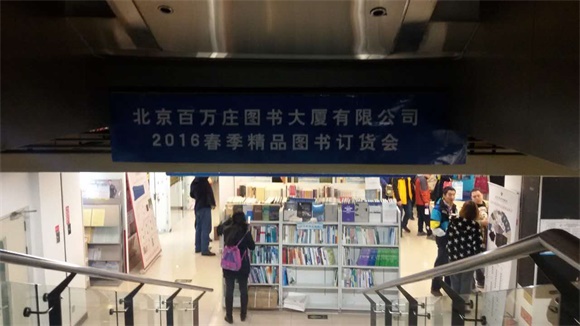 北京百万庄图书大厦有限公司
2016春季精品图书订货会